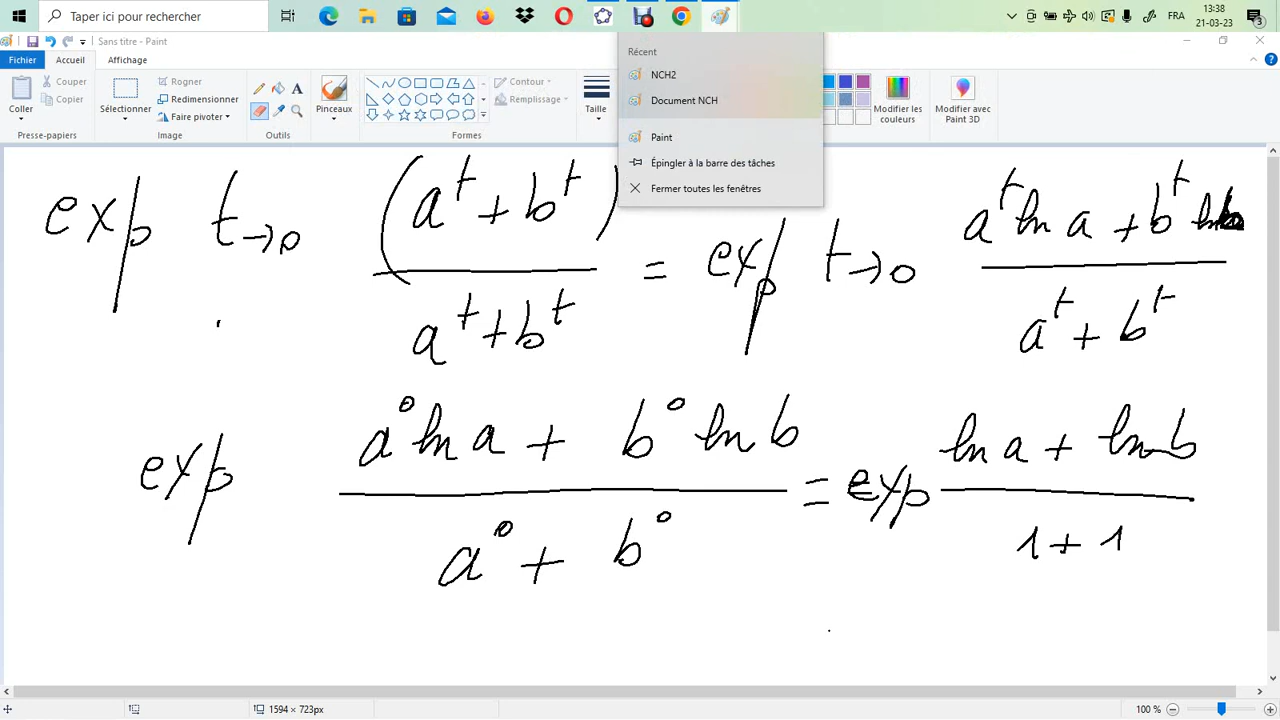 Taper ici pour rechercher
FRA
13:38
21-03-23
3
Sans titre - Paint
Fichier
Accueil
Affichage
Coller
Couper
Copier
Presse-papiers
Sélectionner
Rogner
Redimensionner
Faire pivoter
Image
A
Outils
Pinceaux
Contour
Remplissage
Formes
Taille
Modifier les
couleurs
Modifier avec
Paint 3D
Récent
NCH2
Document NCH
Paint
Épingler à la barre des tâches
Fermer toutes les fenêtres
exp t→0 (a^t + b^t) / a^t + b^t = exp t→0 a^t ln a + b^t ln b / a^t + b^t
exp a^0 ln a + b^0 ln b / a^0 + b^0 = exp ln a + ln b / 1 + 1
1594 × 723px
100 %